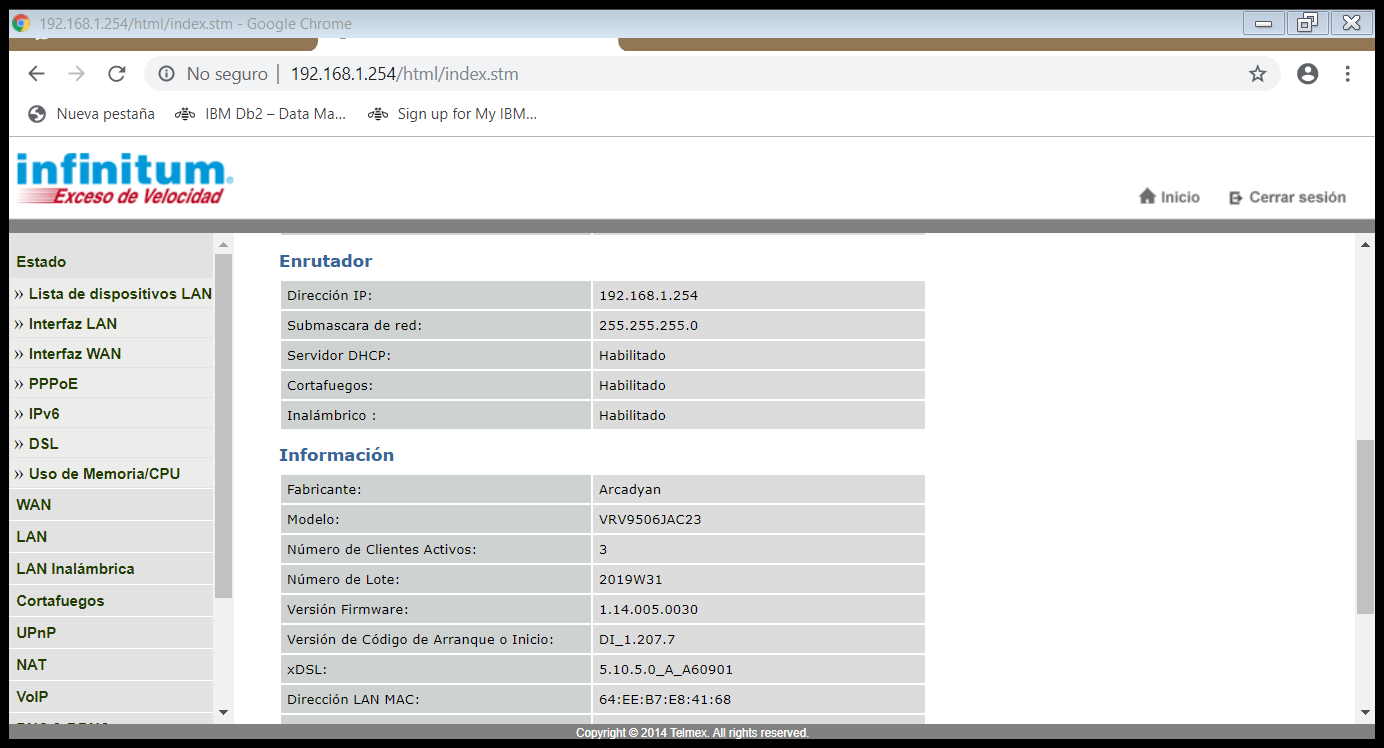 192.168.1.254/html/index.stm - Google Chrome
No seguro | 192.168.1.254/html/index.stm
Nueva pestaña IBM Db2 – Data Ma... Sign up for My IBM...
infinitum®
Exceso de Velocidad
Inicio Cerrar sesión
Estado
» Lista de dispositivos LAN
» Interfaz LAN
» Interfaz WAN
» PPPoE
» IPv6
» DSL
» Uso de Memoria/CPU
WAN
LAN
LAN Inalámbrica
Cortafuegos
UPnP
NAT
VoIP
Enrutador
Dirección IP: 192.168.1.254
Submascara de red: 255.255.255.0
Servidor DHCP: Habilitado
Cortafuegos: Habilitado
Inalámbrico : Habilitado
Información
Fabricante: Arcadyan
Modelo: VRV9506JAC23
Número de Clientes Activos: 3
Número de Lote: 2019W31
Versión Firmware: 1.14.005.0030
Versión de Código de Arranque o Inicio: DI_1.207.7
xDSL: 5.10.5.0_A_A60901
Dirección LAN MAC: 64:EE:B7:E8:41:68
Copyright © 2014 Telmex. All rights reserved.